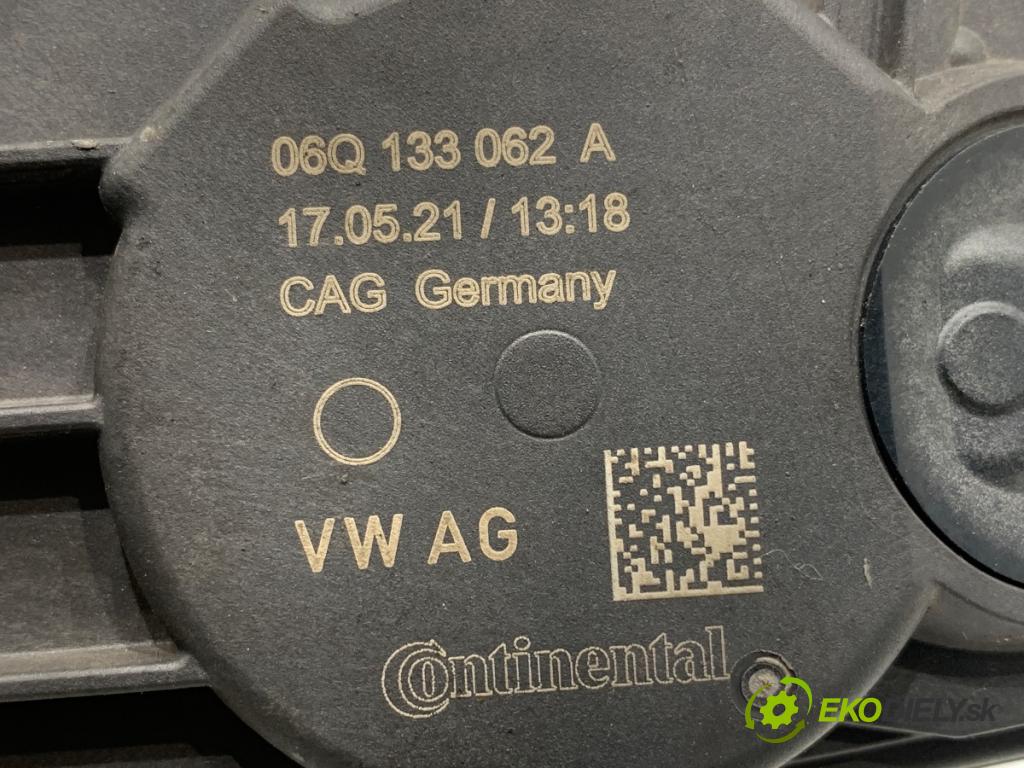 06Q 133 062 A
17.05.21 / 13:18
CAG Germany
VW AG
Continental
EKODIELY.sk